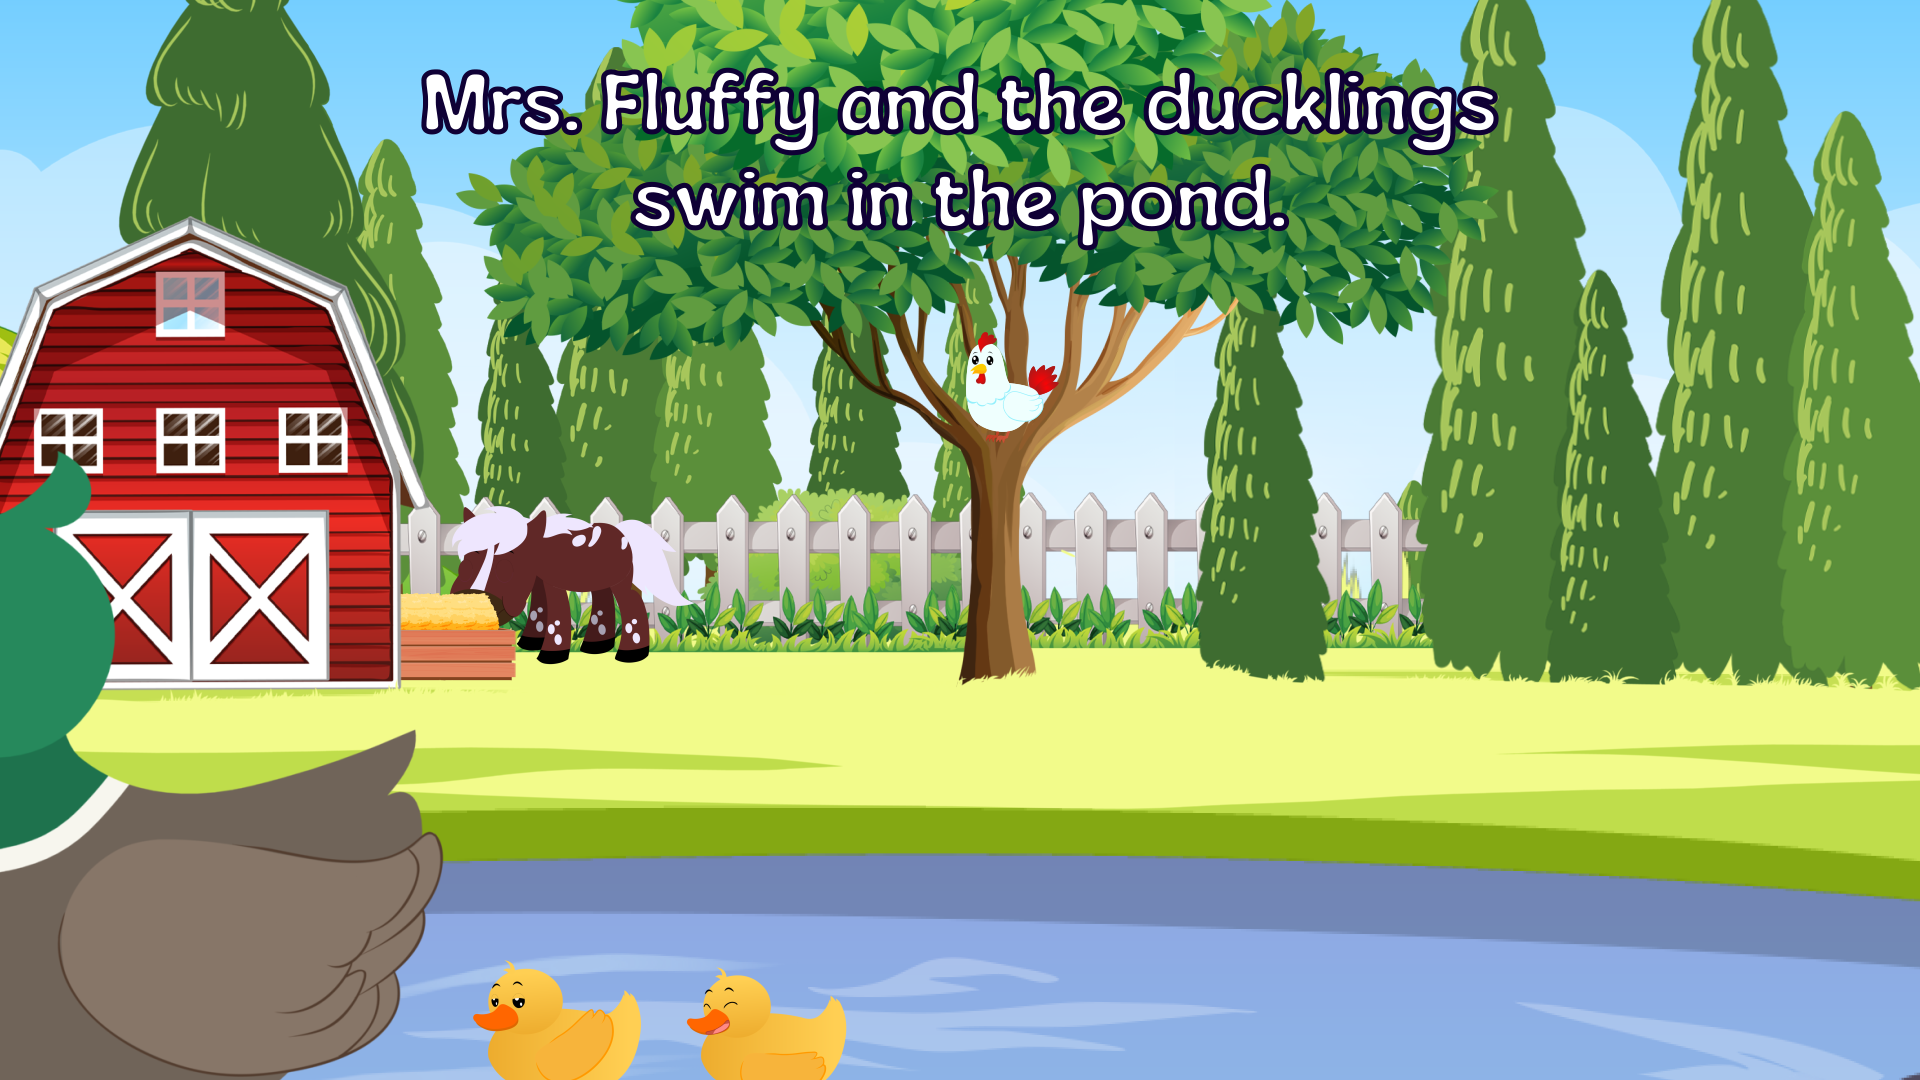 Mrs. Fluffy and the ducklings
swim in the pond.